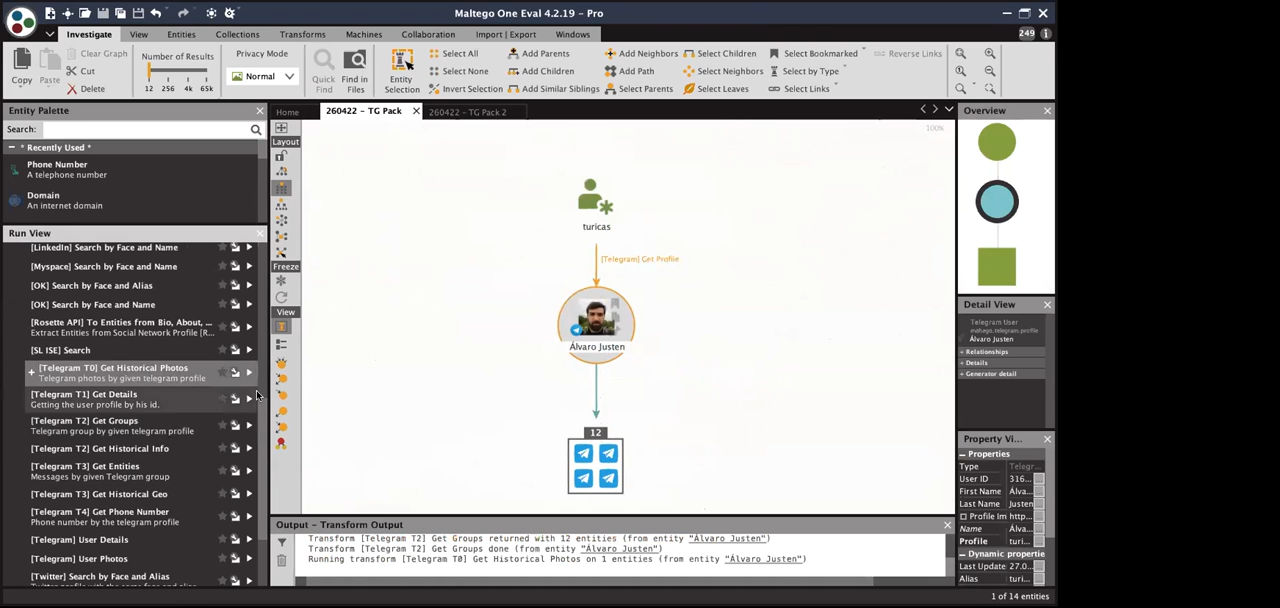 Maltego One Eval 4.2.19 - Pro
Investigate View Entities Collections Transforms Machines Collaboration Import | Export Windows
249
Copy
Paste
Clear Graph
Cut
Delete
Number of Results
12 256 4k 65k
Privacy Mode
Normal
Quick Find
Find in Files
Entity Selection
Select All
Select None
Invert Selection
Add Parents
Add Children
Add Similar Siblings
Add Neighbors
Add Path
Select Parents
Select Children
Select Neighbors
Select Leaves
Select Bookmarked
Select by Type
Select Links
Reverse Links
Entity Palette
Search:
* Recently Used *
Phone Number
A telephone number
Domain
An internet domain
Run View
[LinkedIn] Search by Face and Name
[Myspace] Search by Face and Name
[OK] Search by Face and Alias
[OK] Search by Face and Name
[Rosette API] To Entities from Bio, About, ...
Extract Entities from Social Network Profile [R...
[SL ISE] Search
[Telegram T0] Get Historical Photos
Telegram photos by given telegram profile
[Telegram T1] Get Details
Getting the user profile by his id.
[Telegram T2] Get Groups
Telegram group by given telegram profile
[Telegram T2] Get Historical Info
[Telegram T3] Get Entities
Messages by given Telegram group
[Telegram T3] Get Historical Geo
[Telegram T4] Get Phone Number
Phone number by the telegram profile
[Telegram] User Details
[Telegram] User Photos
[Twitter] Search by Face and Alias
Home 260422 - TG Pack 260422 - TG Pack 2
Layout
Freeze
View
100%
turicas
[Telegram] Get Profile
Álvaro Justen
12
Output - Transform Output
Transform [Telegram T2] Get Groups returned with 12 entities (from entity "Álvaro Justen")
Transform [Telegram T2] Get Groups done (from entity "Álvaro Justen")
Running transform [Telegram T0] Get Historical Photos on 1 entities (from entity "Álvaro Justen")
Overview
Detail View
Telegram User
maltego.telegram.profile
Álvaro Justen
Relationships
Details
Generator detail
Property Vi...
Properties
Type Telegr...
User ID 316...
First Name Álva...
Last Name Justen
Profile Im http...
Name Álva...
Profile turi...
Dynamic propertie
Last Update 27.0...
Alias turi...
1 of 14 entities